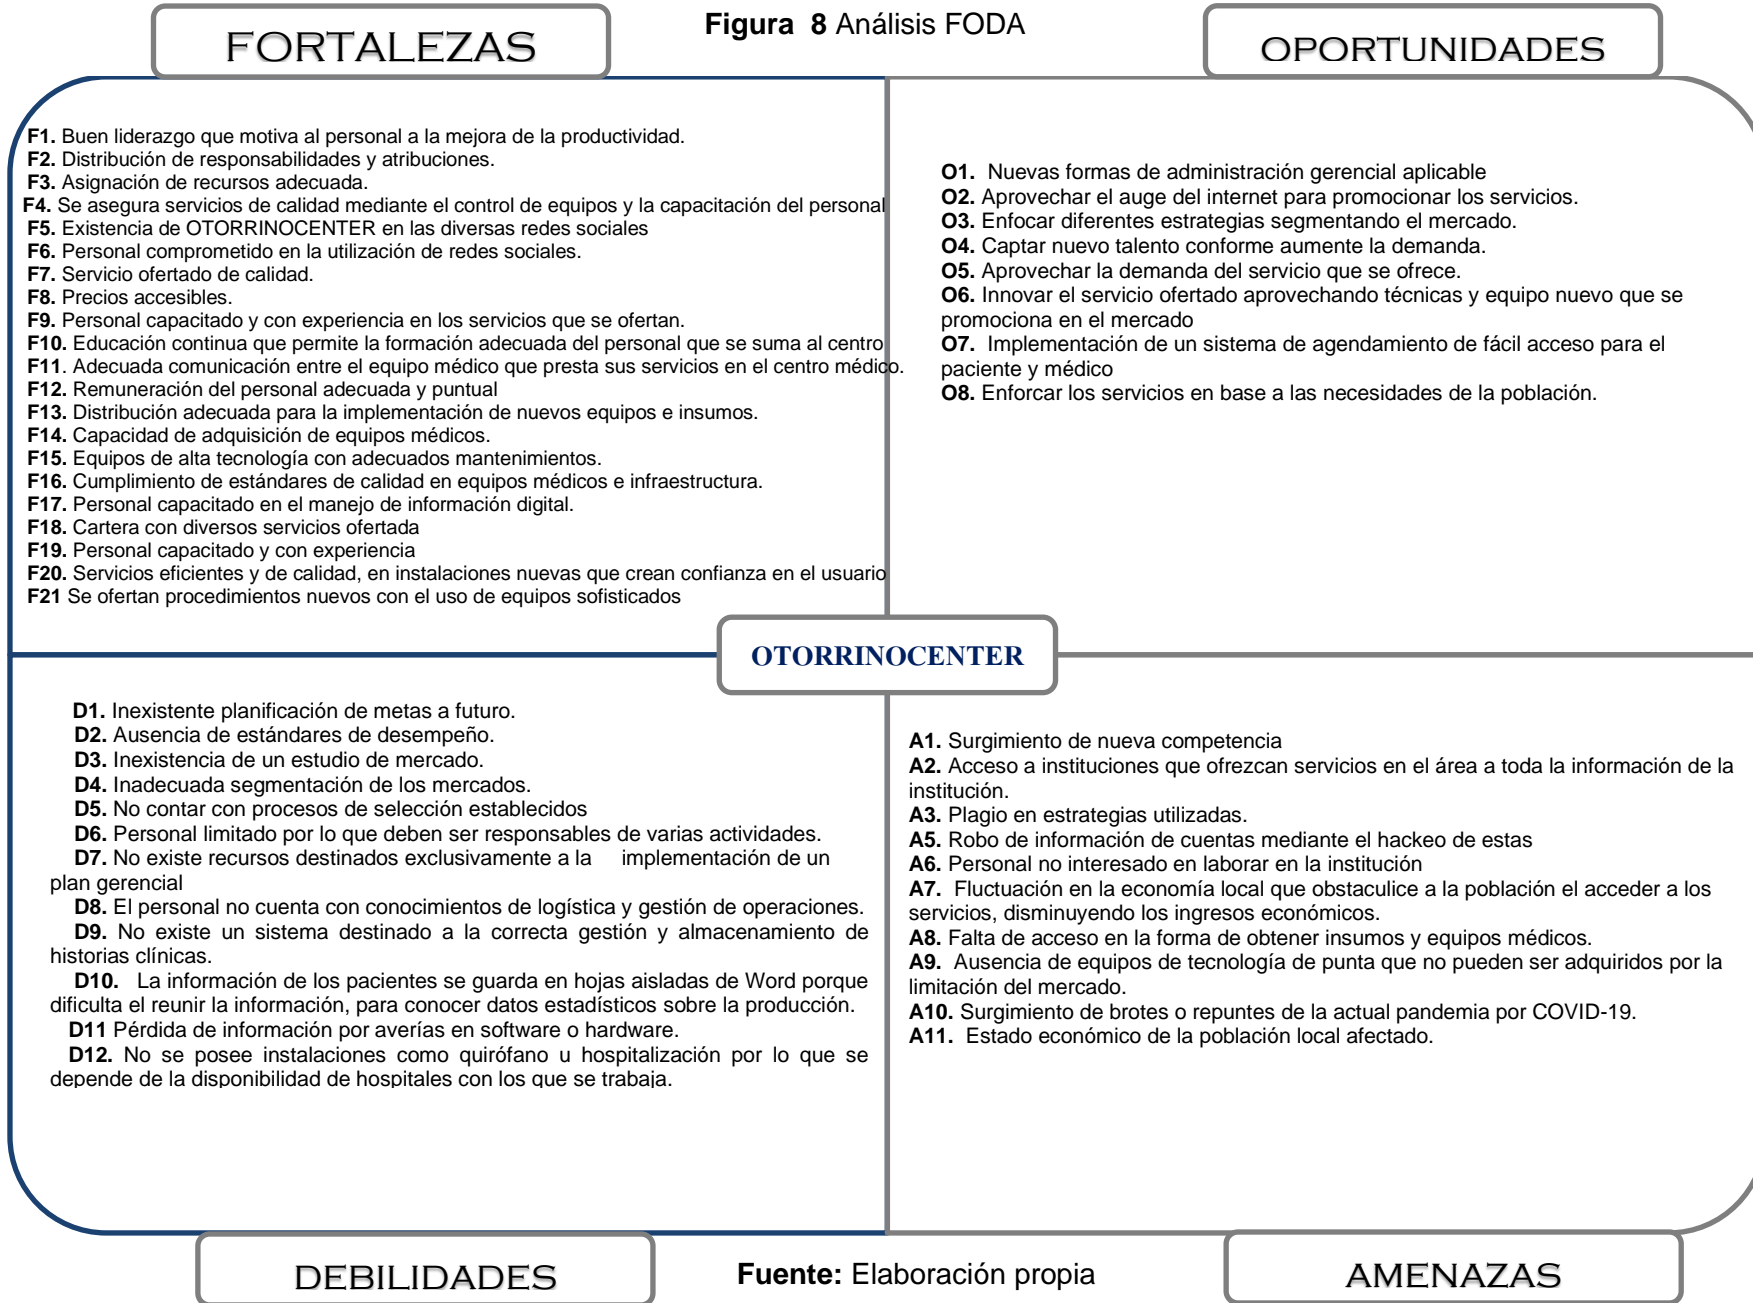 Figura 8 Análisis FODA
FORTALEZAS
OPORTUNIDADES
F1. Buen liderazgo que motiva al personal a la mejora de la productividad.
F2. Distribución de responsabilidades y atribuciones.
F3. Asignación de recursos adecuada.
F4. Se asegura servicios de calidad mediante el control de equipos y la capacitación del personal
F5. Existencia de OTORRINOCENTER en las diversas redes sociales
F6. Personal comprometido en la utilización de redes sociales.
F7. Servicio ofertado de calidad.
F8. Precios accesibles.
F9. Personal capacitado y con experiencia en los servicios que se ofertan.
F10. Educación continua que permite la formación adecuada del personal que se suma al centro
F11. Adecuada comunicación entre el equipo médico que presta sus servicios en el centro médico.
F12. Remuneración del personal adecuada y puntual
F13. Distribución adecuada para la implementación de nuevos equipos e insumos.
F14. Capacidad de adquisición de equipos médicos.
F15. Equipos de alta tecnología con adecuados mantenimientos.
F16. Cumplimiento de estándares de calidad en equipos médicos e infraestructura.
F17. Personal capacitado en el manejo de información digital.
F18. Cartera con diversos servicios ofertada
F19. Personal capacitado y con experiencia
F20. Servicios eficientes y de calidad, en instalaciones nuevas que crean confianza en el usuario
F21 Se ofertan procedimientos nuevos con el uso de equipos sofisticados
O1. Nuevas formas de administración gerencial aplicable
O2. Aprovechar el auge del internet para promocionar los servicios.
O3. Enfocar diferentes estrategias segmentando el mercado.
O4. Captar nuevo talento conforme aumente la demanda.
O5. Aprovechar la demanda del servicio que se ofrece.
O6. Innovar el servicio ofertado aprovechando técnicas y equipo nuevo que se
promociona en el mercado
O7. Implementación de un sistema de agendamiento de fácil acceso para el
paciente y médico
O8. Enforcar los servicios en base a las necesidades de la población.
OTORRINOCENTER
D1. Inexistente planificación de metas a futuro.
D2. Ausencia de estándares de desempeño.
D3. Inexistencia de un estudio de mercado.
D4. Inadecuada segmentación de los mercados.
D5. No contar con procesos de selección establecidos
D6. Personal limitado por lo que deben ser responsables de varias actividades.
D7. No existe recursos destinados exclusivamente a la implementación de un
plan gerencial
D8. El personal no cuenta con conocimientos de logística y gestión de operaciones.
D9. No existe un sistema destinado a la correcta gestión y almacenamiento de
historias clínicas.
D10. La información de los pacientes se guarda en hojas aisladas de Word porque
dificulta el reunir la información, para conocer datos estadísticos sobre la producción.
D11 Pérdida de información por averías en software o hardware.
D12. No se posee instalaciones como quirófano u hospitalización por lo que se
depende de la disponibilidad de hospitales con los que se trabaja.
A1. Surgimiento de nueva competencia
A2. Acceso a instituciones que ofrezcan servicios en el área a toda la información de la
institución.
A3. Plagio en estrategias utilizadas.
A5. Robo de información de cuentas mediante el hackeo de estas
A6. Personal no interesado en laborar en la institución
A7. Fluctuación en la economía local que obstaculice a la población el acceder a los
servicios, disminuyendo los ingresos económicos.
A8. Falta de acceso en la forma de obtener insumos y equipos médicos.
A9. Ausencia de equipos de tecnología de punta que no pueden ser adquiridos por la
limitación del mercado.
A10. Surgimiento de brotes o repuntes de la actual pandemia por COVID-19.
A11. Estado económico de la población local afectado.
DEBILIDADES
Fuente: Elaboración propia
AMENAZAS